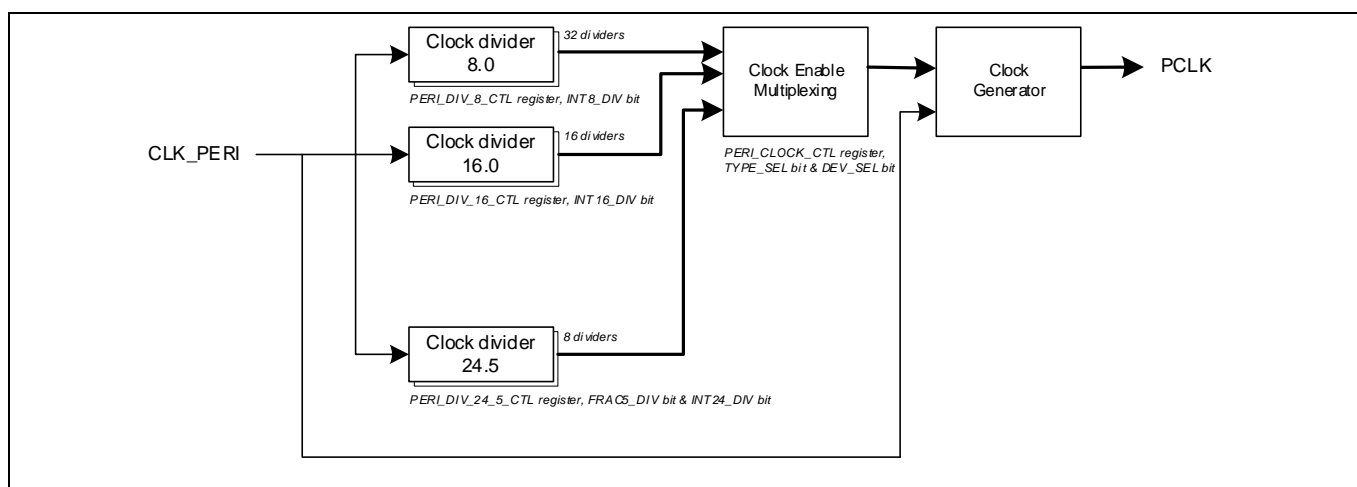 Clock divider
8.0
32 dividers
PERI_DIV_8_CTL register, INT8_DIV bit
Clock divider
16.0
16 dividers
PERI_DIV_16_CTL register, INT16_DIV bit
Clock divider
24.5
8 dividers
PERI_DIV_24_5_CTL register, FRAC5_DIV bit & INT24_DIV bit
CLK_PERI
Clock Enable
Multiplexing
PERI_CLOCK_CTL register,
TYPE_SEL bit & DEV_SEL bit
Clock
Generator
PCLK